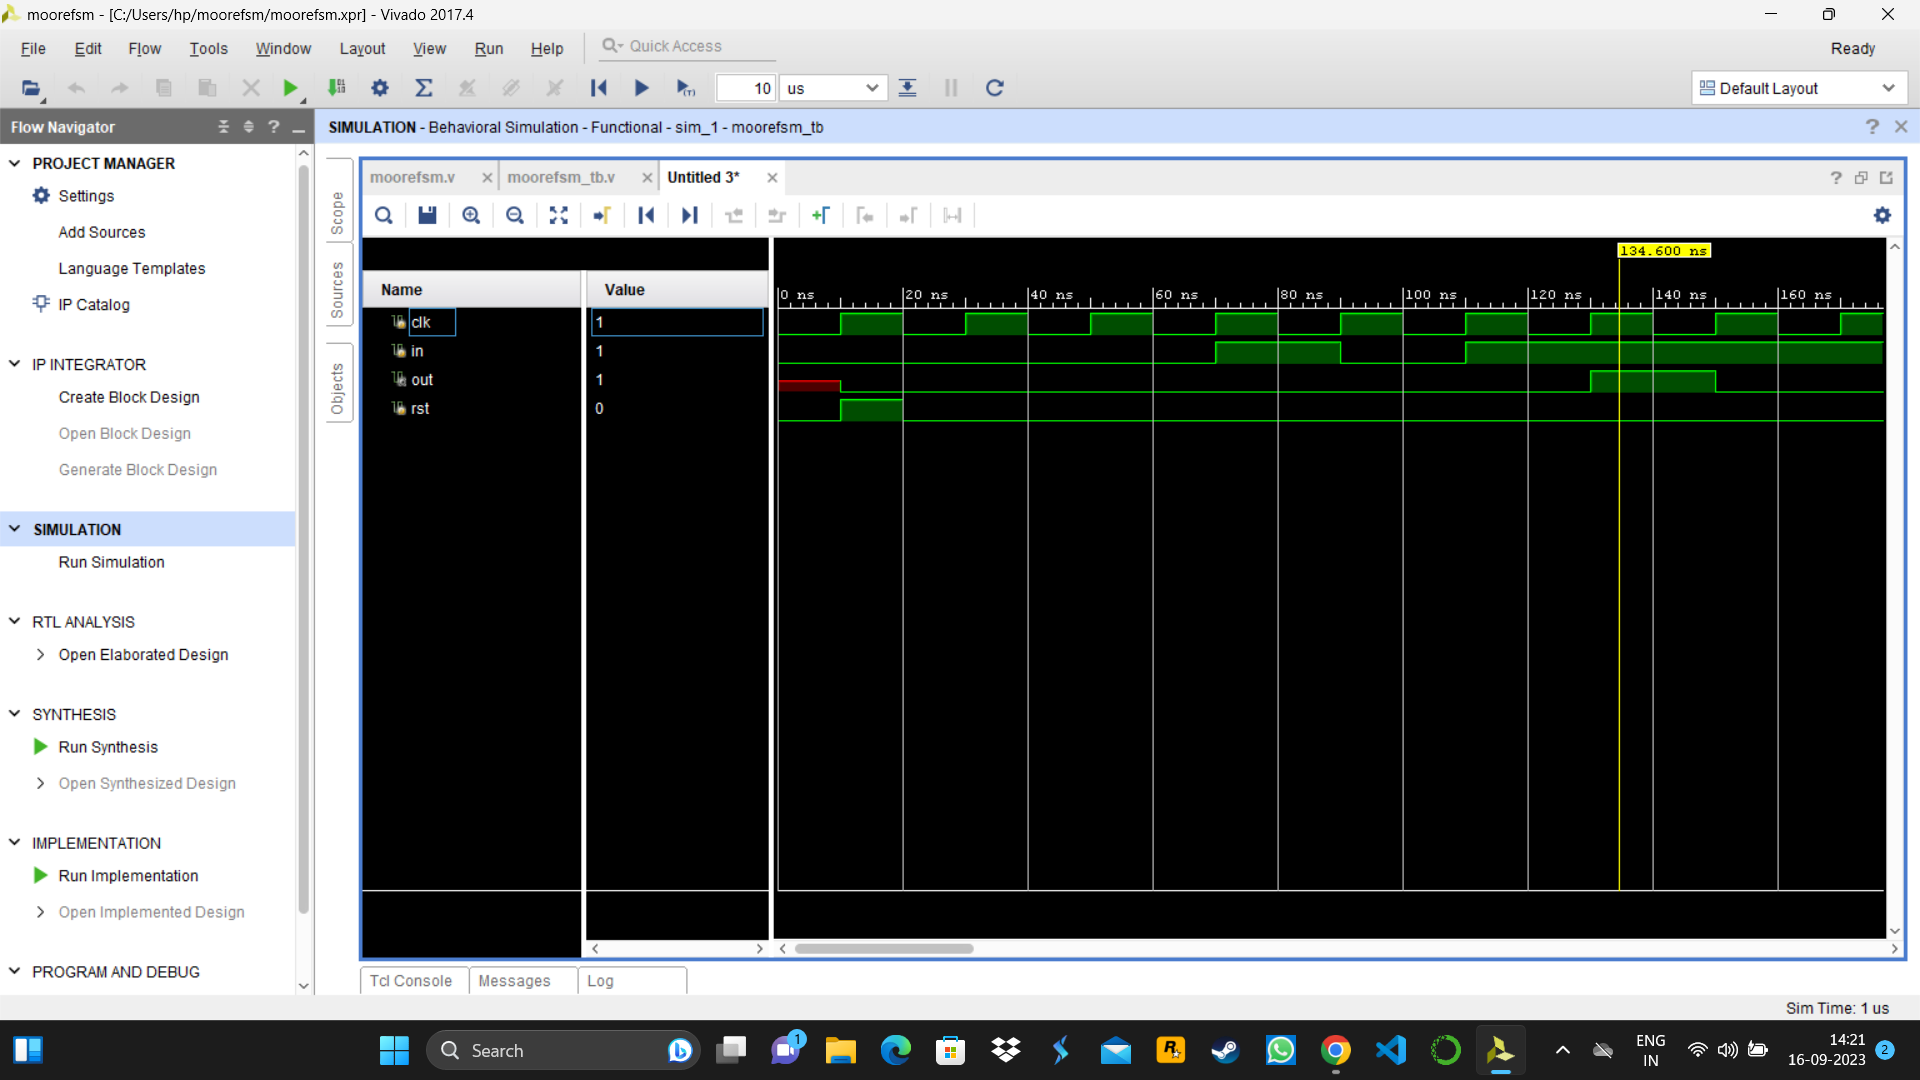 moorefsm - [C:/Users/hp/moorefsm/moorefsm.xpr] - Vivado 2017.4
File Edit Flow Tools Window Layout View Run Help Quick Access Ready
10 us Default Layout
Flow Navigator
SIMULATION - Behavioral Simulation - Functional - sim_1 - moorefsm_tb
PROJECT MANAGER
Settings
Add Sources
Language Templates
IP Catalog
IP INTEGRATOR
Create Block Design
Open Block Design
Generate Block Design
SIMULATION
Run Simulation
RTL ANALYSIS
Open Elaborated Design
SYNTHESIS
Run Synthesis
Open Synthesized Design
IMPLEMENTATION
Run Implementation
Open Implemented Design
PROGRAM AND DEBUG
Scope
Sources
Objects
moorefsm.v moorefsm_tb.v Untitled 3*
134.600 ns
Name Value
0 ns 20 ns 40 ns 60 ns 80 ns 100 ns 120 ns 140 ns 160 ns
clk 1
in 1
out 1
rst 0
Tcl Console Messages Log
Sim Time: 1 us
Search
1
ENG
IN
14:21
16-09-2023
2